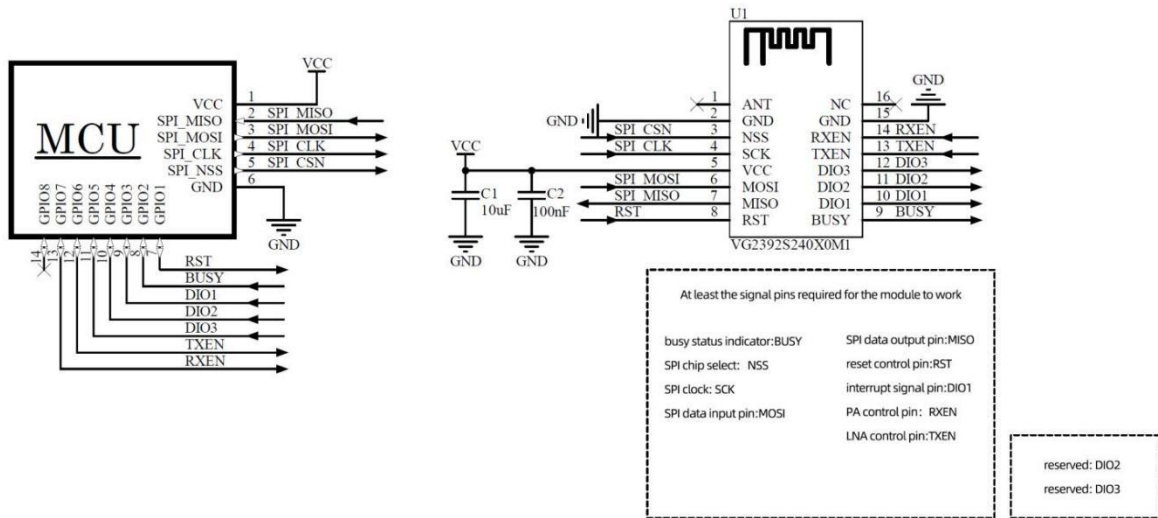 VCC
MCU
VCC 1
SPI_MISO 2 SPI_MISO
SPI_MOSI 3 SPI_MOSI
SPI_CLK 4 SPI_CLK
SPI_NSS 5 SPI_CSN
GND 6
GND
GPIO8 GPIO7 GPIO6 GPIO5 GPIO4 GPIO3 GPIO2 GPIO1
14 13 12 11 10 9 8 7
RST
BUSY
DIO1
DIO2
DIO3
TXEN
RXEN
U1
GND
1 ANT NC 16
GND 2 GND GND 15
SPI_CSN 3 NSS RXEN 14 RXEN
SPI_CLK 4 SCK TXEN 13 TXEN
VCC 5 VCC DIO3 12 DIO3
SPI_MOSI 6 MOSI DIO2 11 DIO2
SPI_MISO 7 MISO DIO1 10 DIO1
RST 8 RST BUSY 9 BUSY
C1 C2
10uF 100nF
GND GND
VG2392S240X0M1
At least the signal pins required for the module to work
busy status indicator:BUSY
SPI chip select: NSS
SPI clock: SCK
SPI data input pin:MOSI
SPI data output pin:MISO
reset control pin:RST
interrupt signal pin:DIO1
PA control pin: RXEN
LNA control pin:TXEN
reserved: DIO2
reserved: DIO3